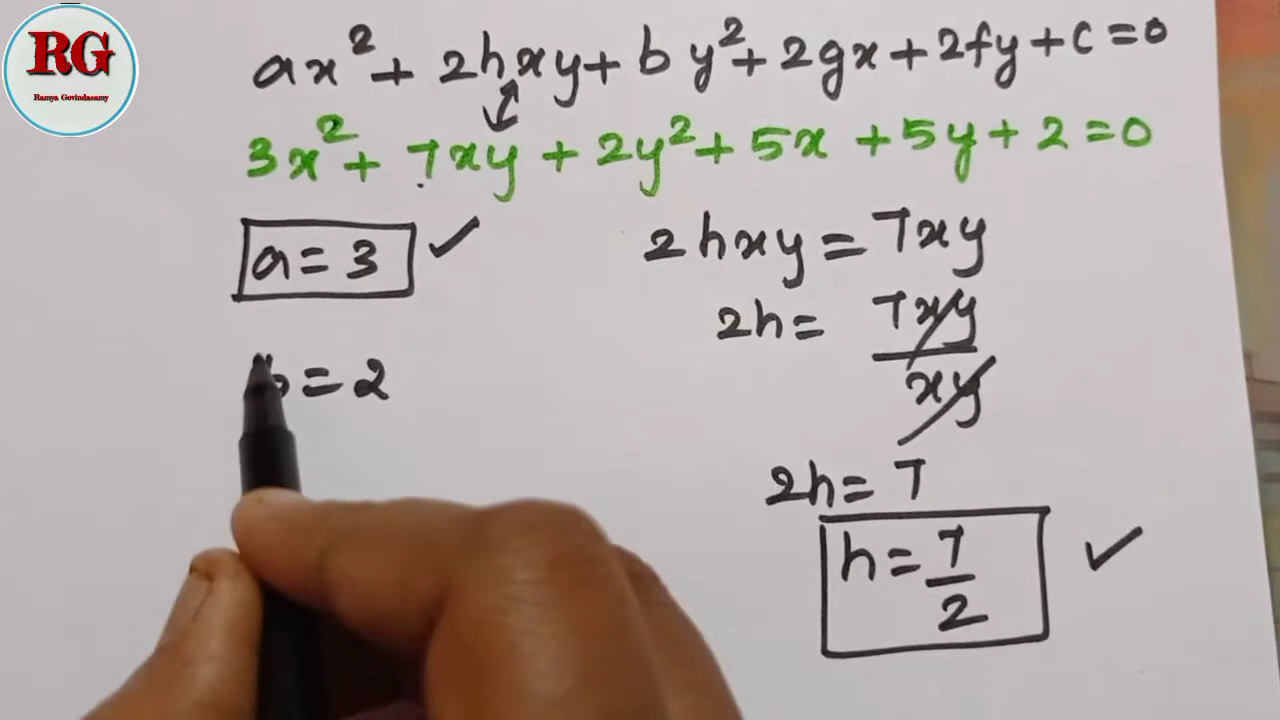 RG
Ramya Govindasamy
ax² + 2hxy + by² + 2gx + 2fy + c = 0
3x² + 7xy + 2y² + 5x + 5y + 2 = 0
a = 3 ✓
2hxy = 7xy
2h = 7xy
xy
= 2
2h = 7
h = 7
2 ✓